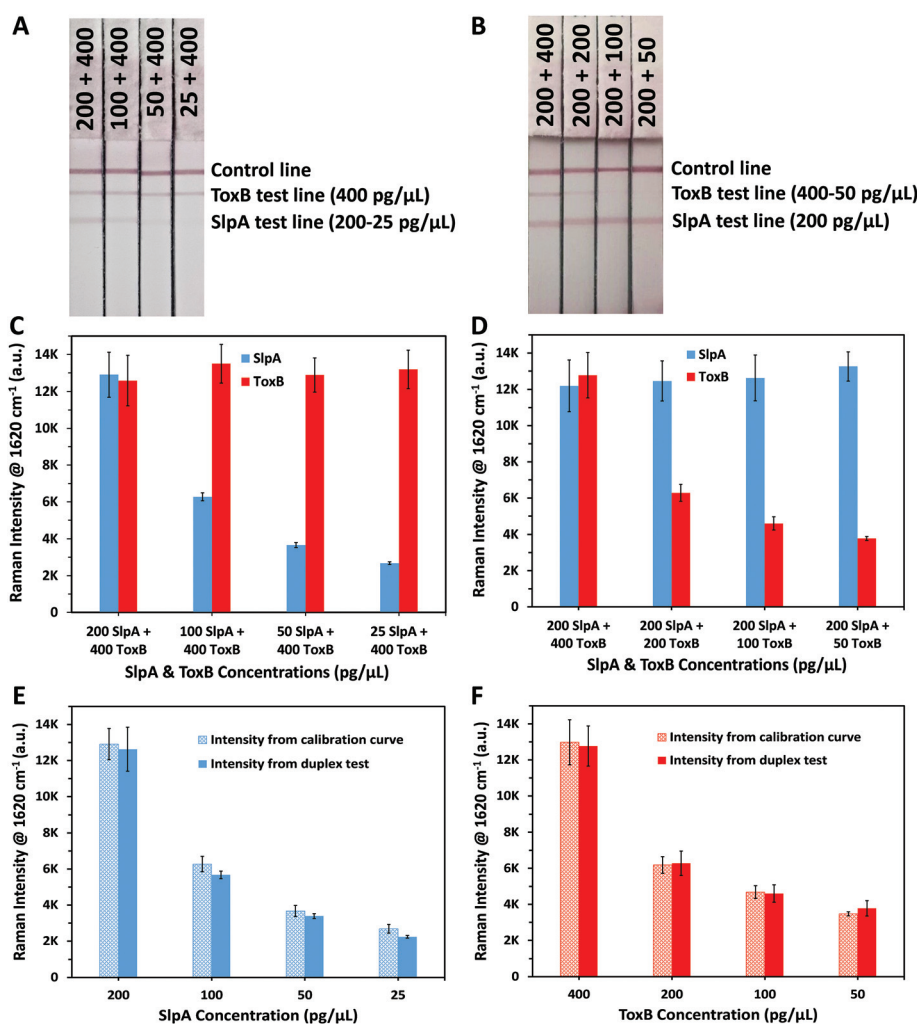 A
200 + 400
100 + 400
50 + 400
25 + 400
Control line
ToxB test line (400 pg/μL)
SlpA test line (200-25 pg/μL)
B
200 + 400
200 + 200
200 + 100
200 + 50
Control line
ToxB test line (400-50 pg/μL)
SlpA test line (200 pg/μL)
C
Raman Intensity @ 1620 cm⁻¹ (a.u.)
14K
12K
10K
8K
6K
4K
2K
0
SlpA
ToxB
200 SlpA + 100 SlpA + 50 SlpA + 25 SlpA +
400 ToxB 400 ToxB 400 ToxB 400 ToxB
SlpA & ToxB Concentrations (pg/μL)
D
Raman Intensity @ 1620 cm⁻¹ (a.u.)
14K
12K
10K
8K
6K
4K
2K
0
SlpA
ToxB
200 SlpA + 200 SlpA + 200 SlpA + 200 SlpA +
400 ToxB 200 ToxB 100 ToxB 50 ToxB
SlpA & ToxB Concentrations (pg/μL)
E
Raman Intensity @ 1620 cm⁻¹ (a.u.)
14K
12K
10K
8K
6K
4K
2K
0
Intensity from calibration curve
Intensity from duplex test
200 100 50 25
SlpA Concentration (pg/μL)
F
Raman Intensity @ 1620 cm⁻¹ (a.u.)
14K
12K
10K
8K
6K
4K
2K
0
Intensity from calibration curve
Intensity from duplex test
400 200 100 50
ToxB Concentration (pg/μL)